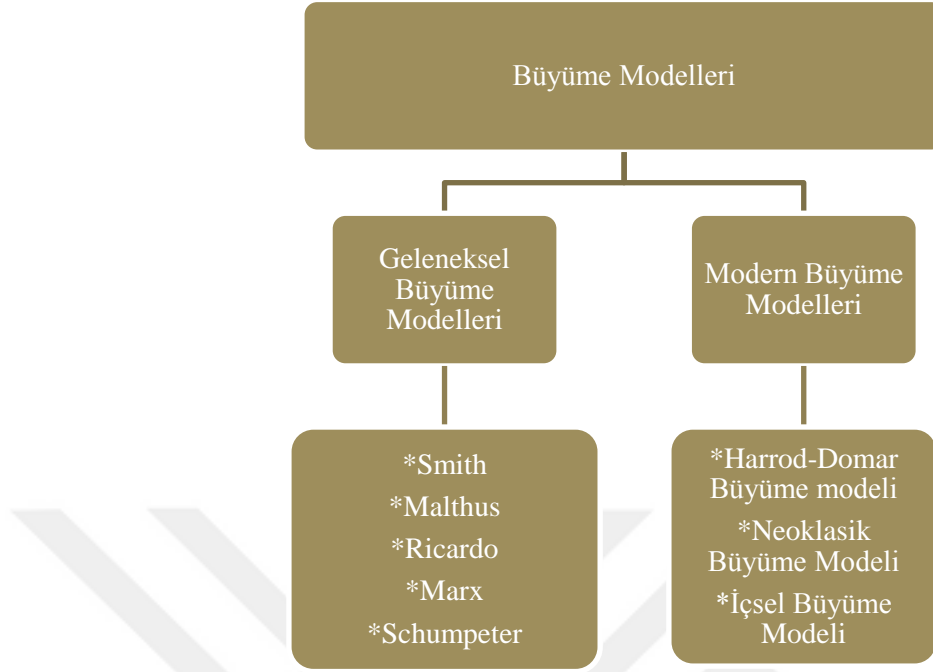 Büyüme Modelleri
Geleneksel
Büyüme
Modelleri
Modern Büyüme
Modelleri
*Smith
*Malthus
*Ricardo
*Marx
*Schumpeter
*Harrod-Domar
Büyüme modeli
*Neoklasik
Büyüme Modeli
*İçsel Büyüme
Modeli